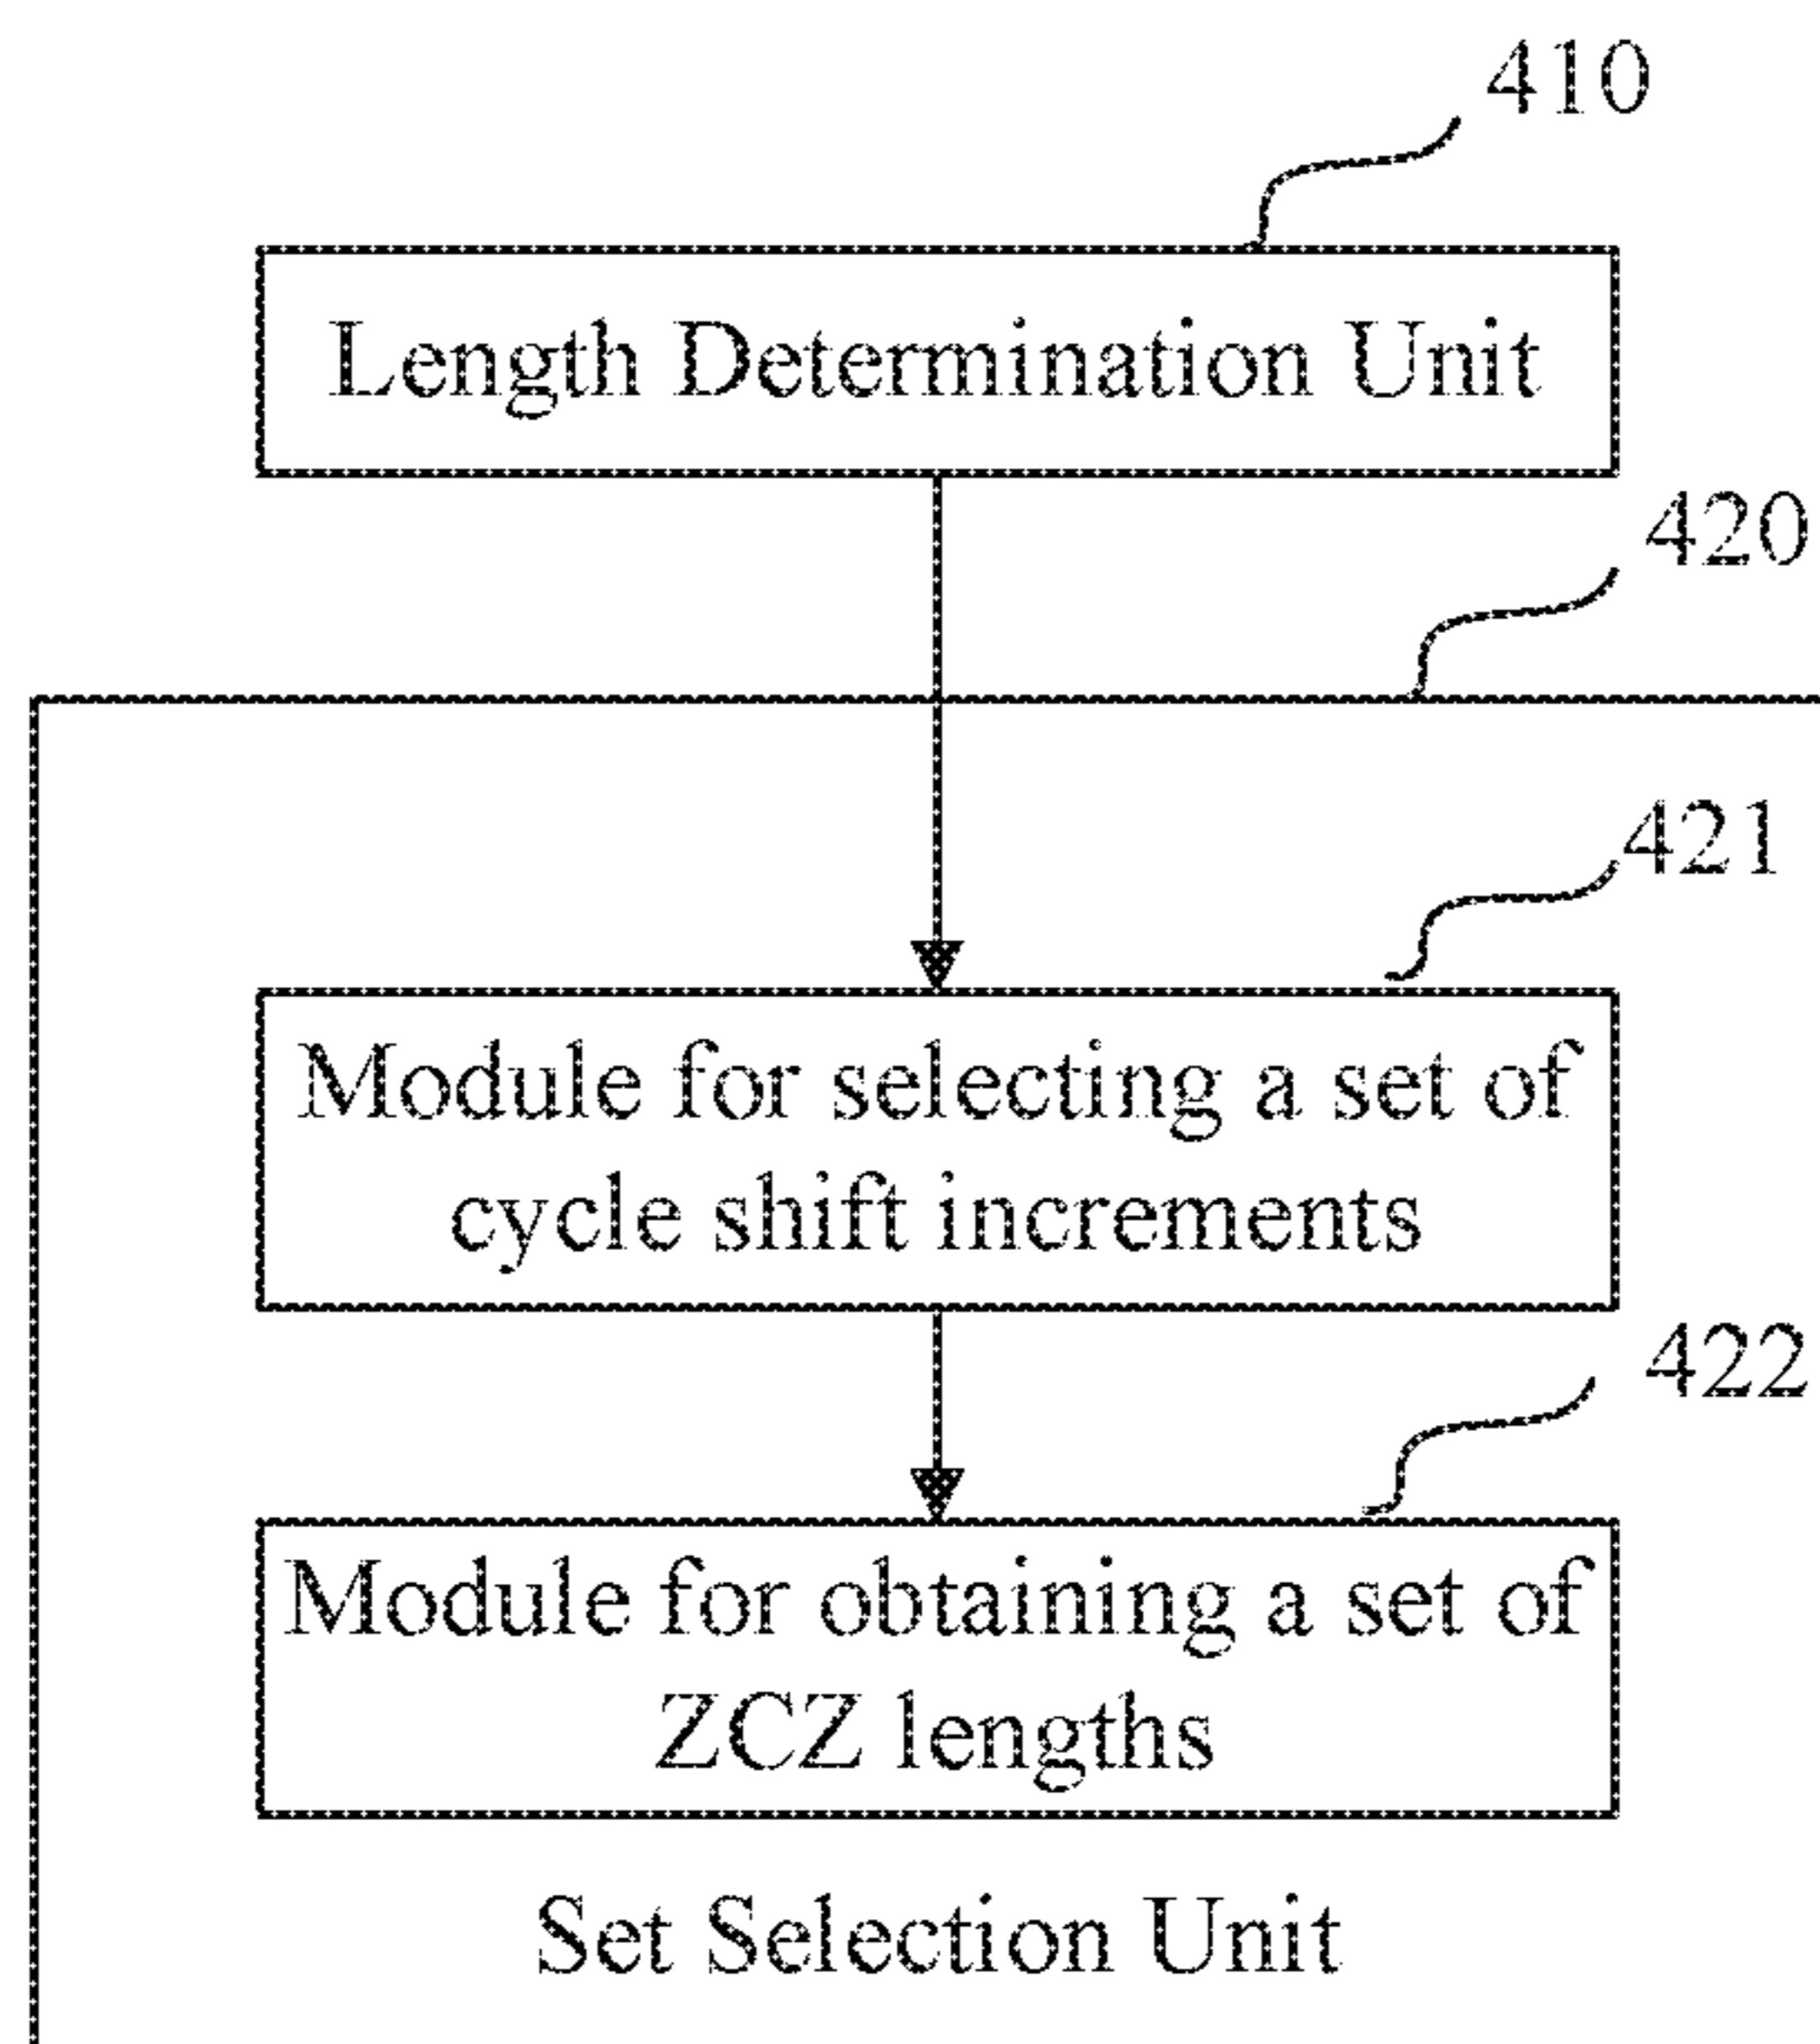 410
Length Determination Unit
420
421
Module for selecting a set of
cycle shift increments
422
Module for obtaining a set of
ZCZ lengths
Set Selection Unit